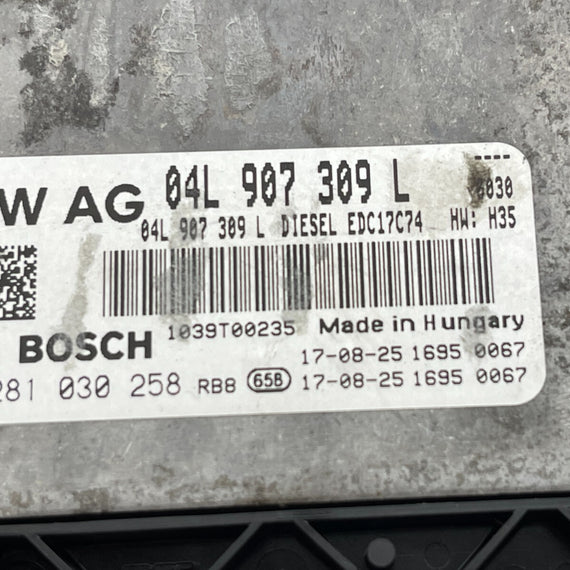 W AG 04L 907 309 L ----
04L 907 309 L DIESEL EDC17C74 HW: H35
BOSCH 1039T00235 Made in Hungary
17-08-25 1695 0067
281 030 258 RB8 65B 17-08-25 1695 0067